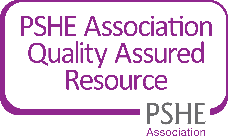 PSHE Association
Quality Assured
Resource
PSHE
Association